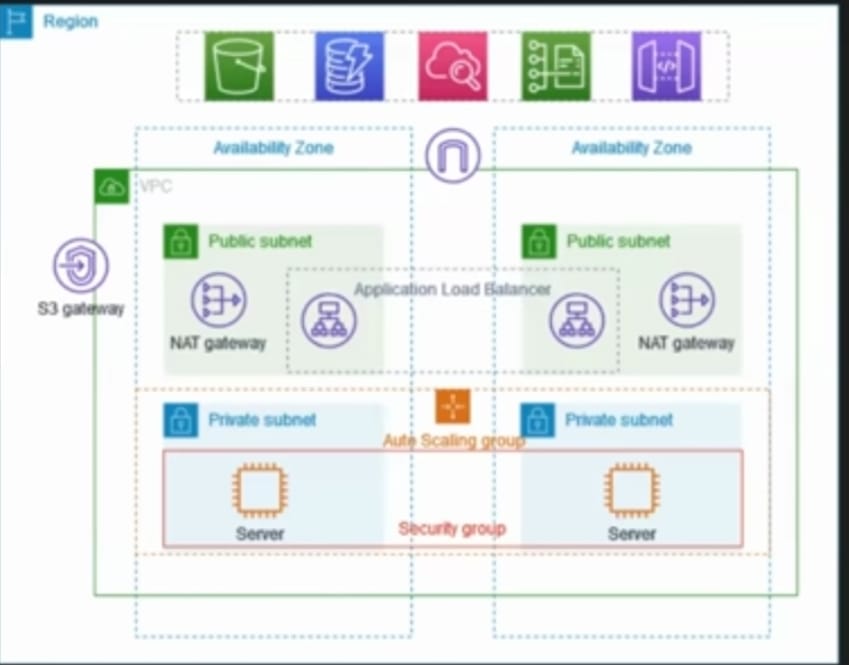 Region
Availability Zone
Availability Zone
VPC
Public subnet
Public subnet
S3 gateway
Application Load Balancer
NAT gateway
NAT gateway
Private subnet
Private subnet
Auto Scaling group
Server
Security group
Server